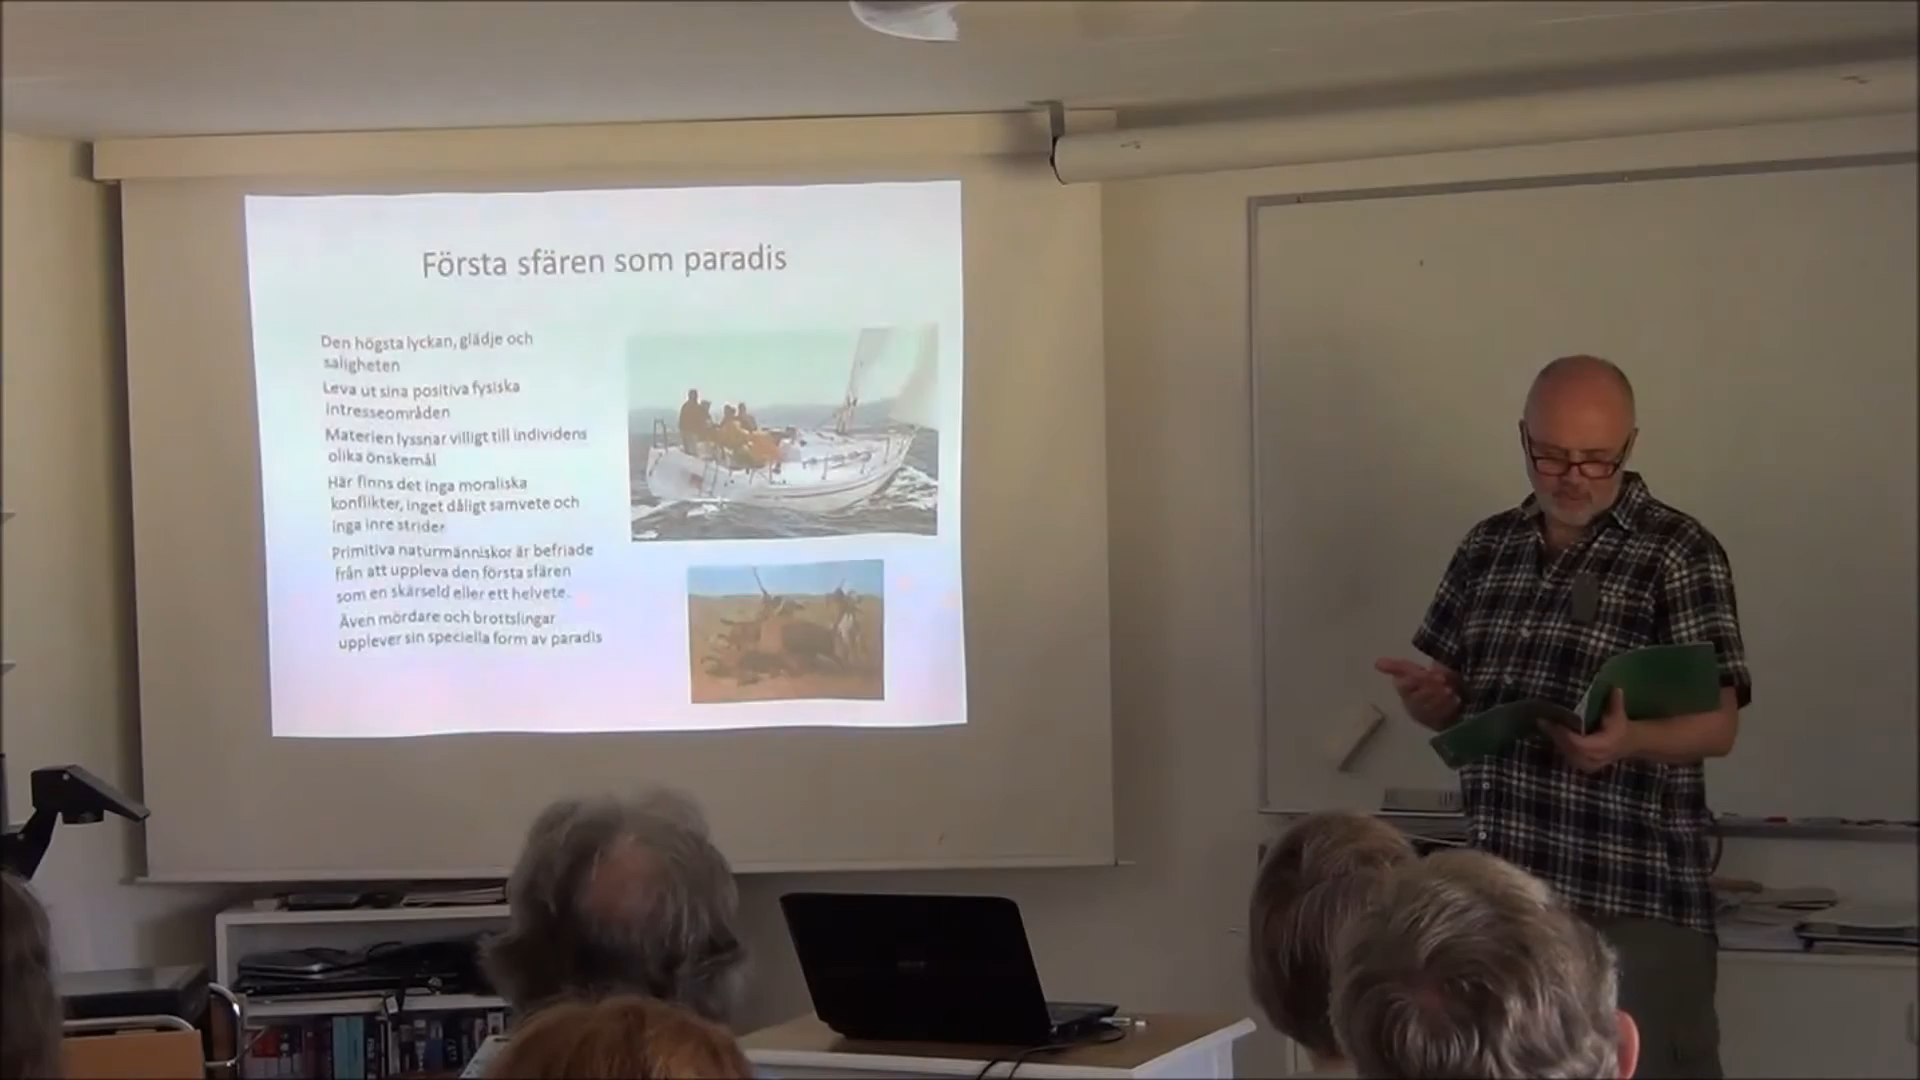 Första sfären som paradis
Den högsta lyckan, glädje och
saligheten
Leva ut sina positiva fysiska
intresseområden
Materien lyssnar villigt till individens
olika önskemål
Här finns det inga moraliska
konflikter, inget dåligt samvete och
inga inre strider
Primitiva naturmänniskor är befriade
från att uppleva den första sfären
som en skärseld eller ett helvete.
Även mördare och brottslingar
upplever sin speciella form av paradis